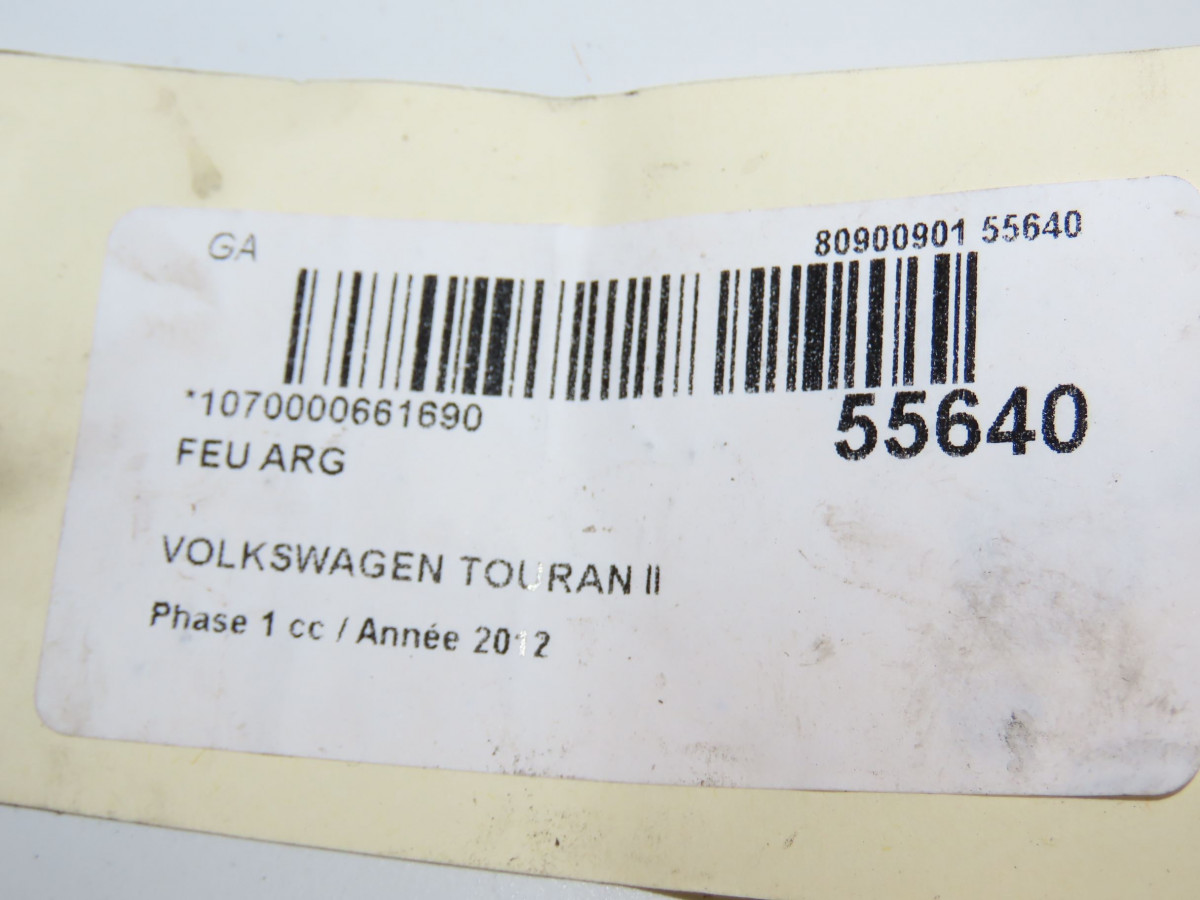 GA
80900901 55640
*1070000661690
55640
FEU ARG
VOLKSWAGEN TOURAN II
Phase 1 cc / Année 2012